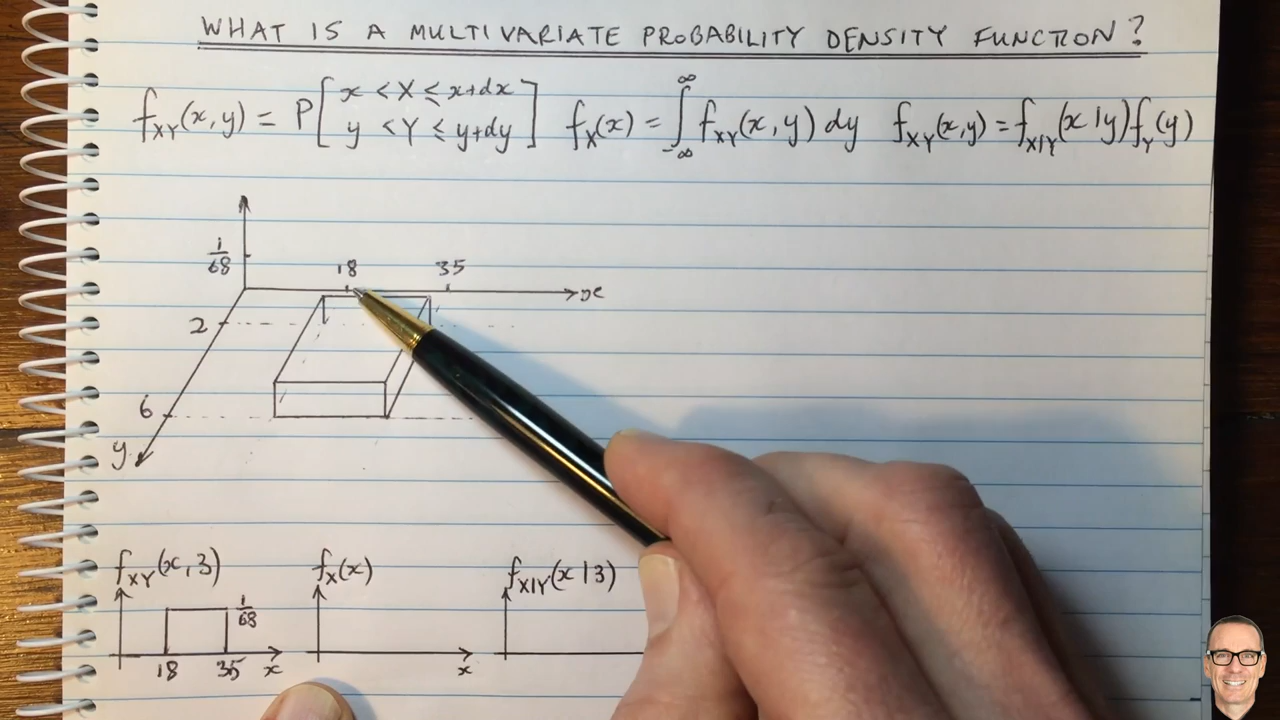 WHAT IS A MULTIVARIATE PROBABILITY DENSITY FUNCTION?
f_XY(x,y) = P[x < X ≤ x+dx
y < Y ≤ y+dy] f_X(x) = ∫_{-∞}^{∞} f_XY(x,y) dy f_XY(x,y) = f_X|Y(x|y) f_Y(y)
1/68
18 35
x
2
6
y
f_XY(x,3) f_X(x) f_X|Y(x|3)
1/68
18 35 x x